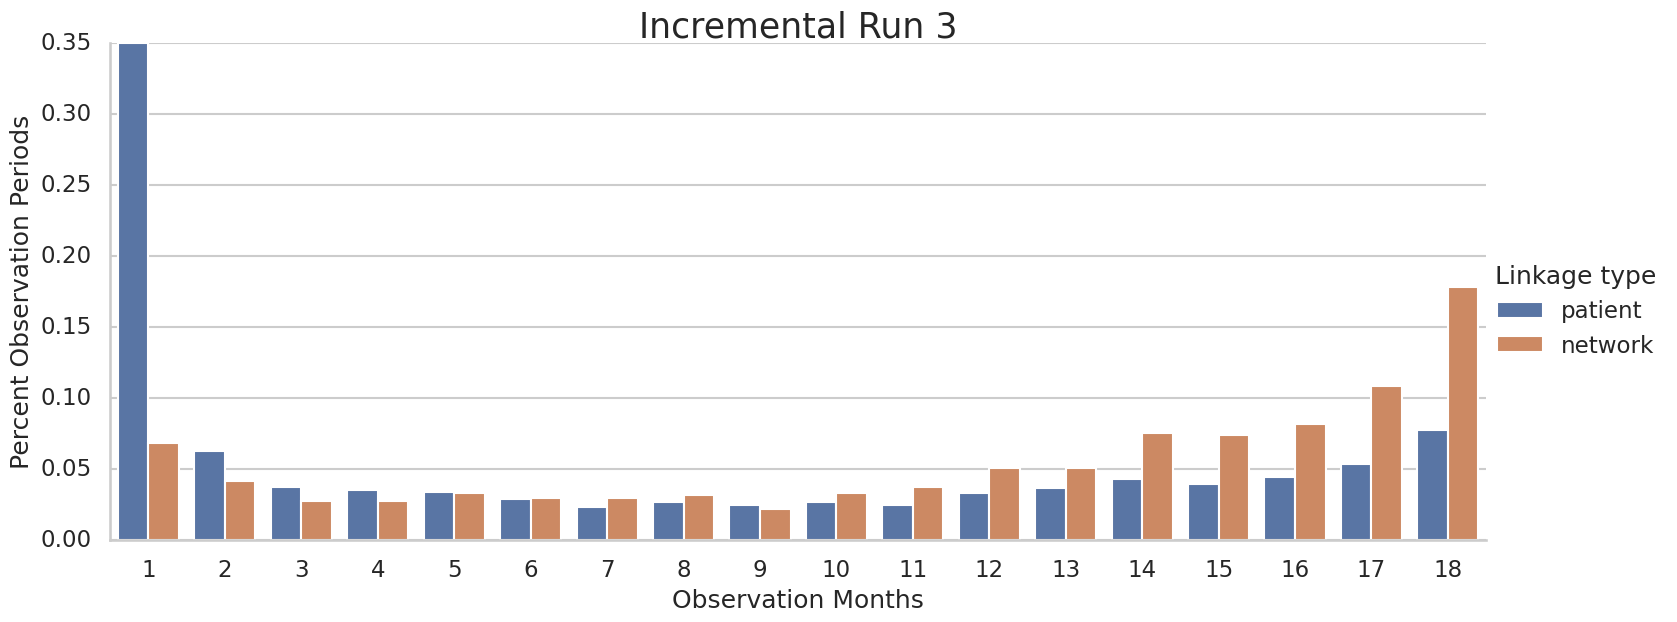 Incremental Run 3
Percent Observation Periods
0.35
0.30
0.25
0.20
0.15
0.10
0.05
0.00
1 2 3 4 5 6 7 8 9 10 11 12 13 14 15 16 17 18
Observation Months
Linkage type
patient
network